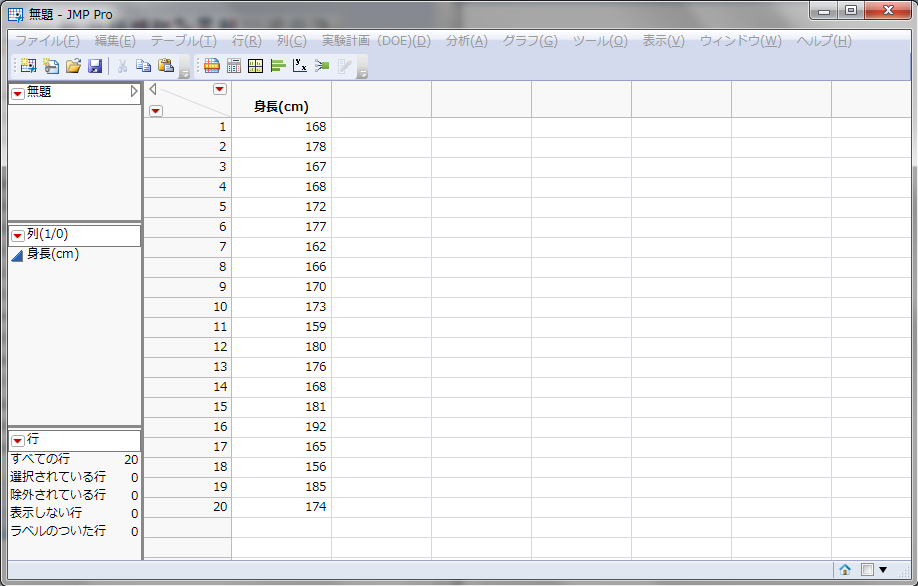 無題 - JMP Pro
ファイル(F) 編集(E) テーブル(T) 行(R) 列(C) 実験計画 (DOE)(D) 分析(A) グラフ(G) ツール(O) 表示(V) ウィンドウ(W) ヘルプ(H)
無題
列(1/0)
身長(cm)
行
すべての行 20
選択されている行 0
除外されている行 0
表示しない行 0
ラベルのついた行 0
身長(cm)
1 168
2 178
3 167
4 168
5 172
6 177
7 162
8 166
9 170
10 173
11 159
12 180
13 176
14 168
15 181
16 192
17 165
18 156
19 185
20 174